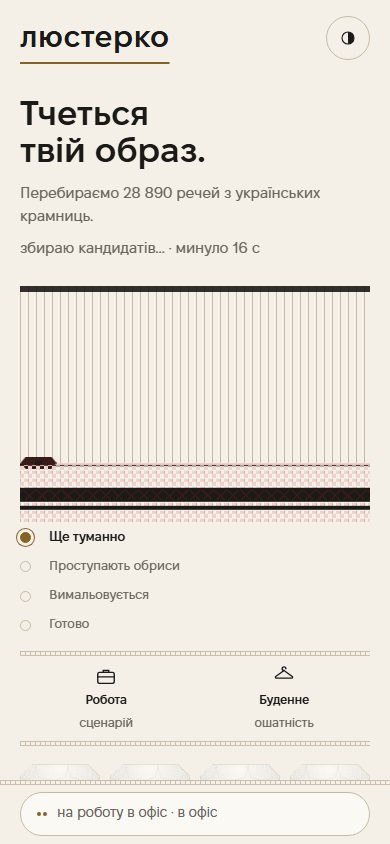 люстерко
Тчеться
твій образ.
Перебираємо 28 890 речей з українських
крамниць.
збираю кандидатів... · минуло 16 с
Ще туманно
Проступають обриси
Вимальовується
Готово
Робота
сценарій
Буденне
ошатність
на роботу в офіс · в офіс